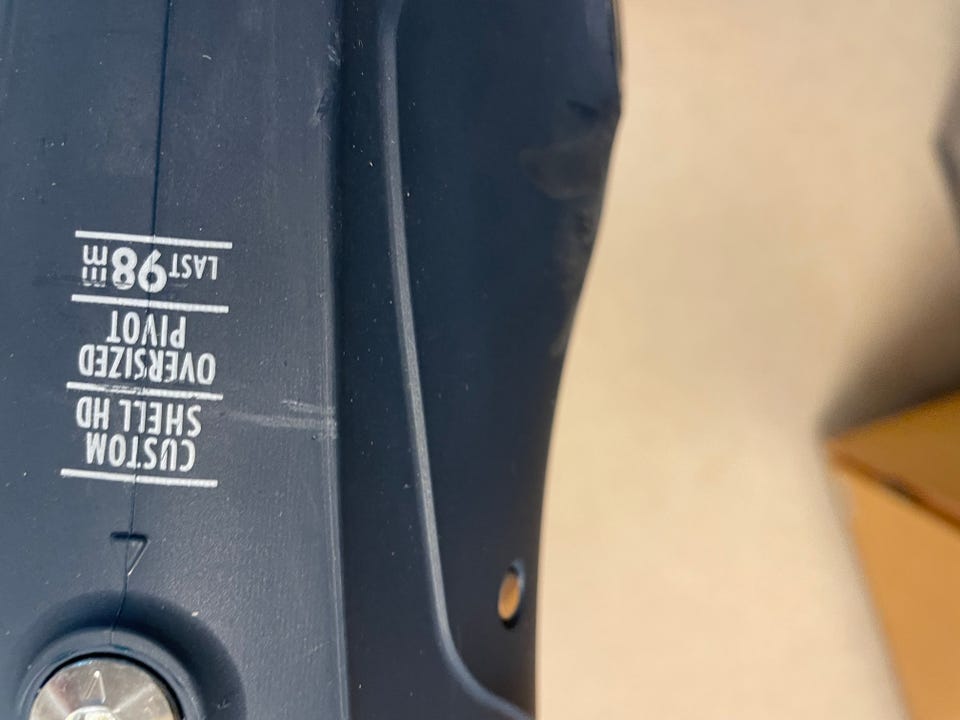 CUSTOM
SHELL HD
OVERSIZED
PIVOT
LAST 98 mm